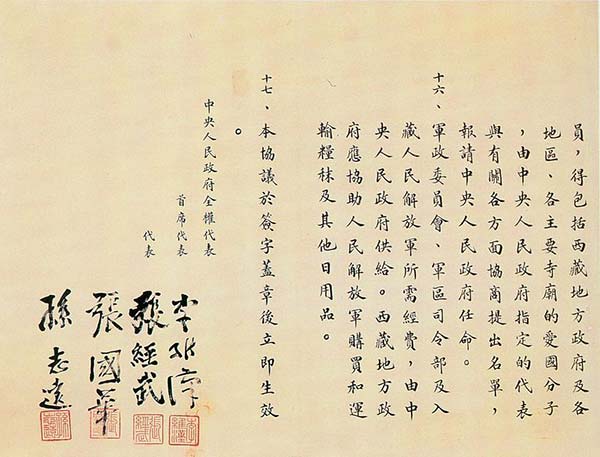 員，得包括西藏地方政府及各
地區、各主要寺廟的愛國分子
，由中央人民政府指定的代表
與有關各方面協商提出名單，
報請中央人民政府任命。
十六、軍政委員會、軍區司令部及入
藏人民解放軍所需經費，由中
央人民政府供給。西藏地方政
府應協助人民解放軍購買和運
輸糧秣及其他日用品。
十七、本協議於簽字蓋章後立即生效
。
中央人民政府全權代表
首席代表
李維漢
代表
張經武
張國華
孫志遠